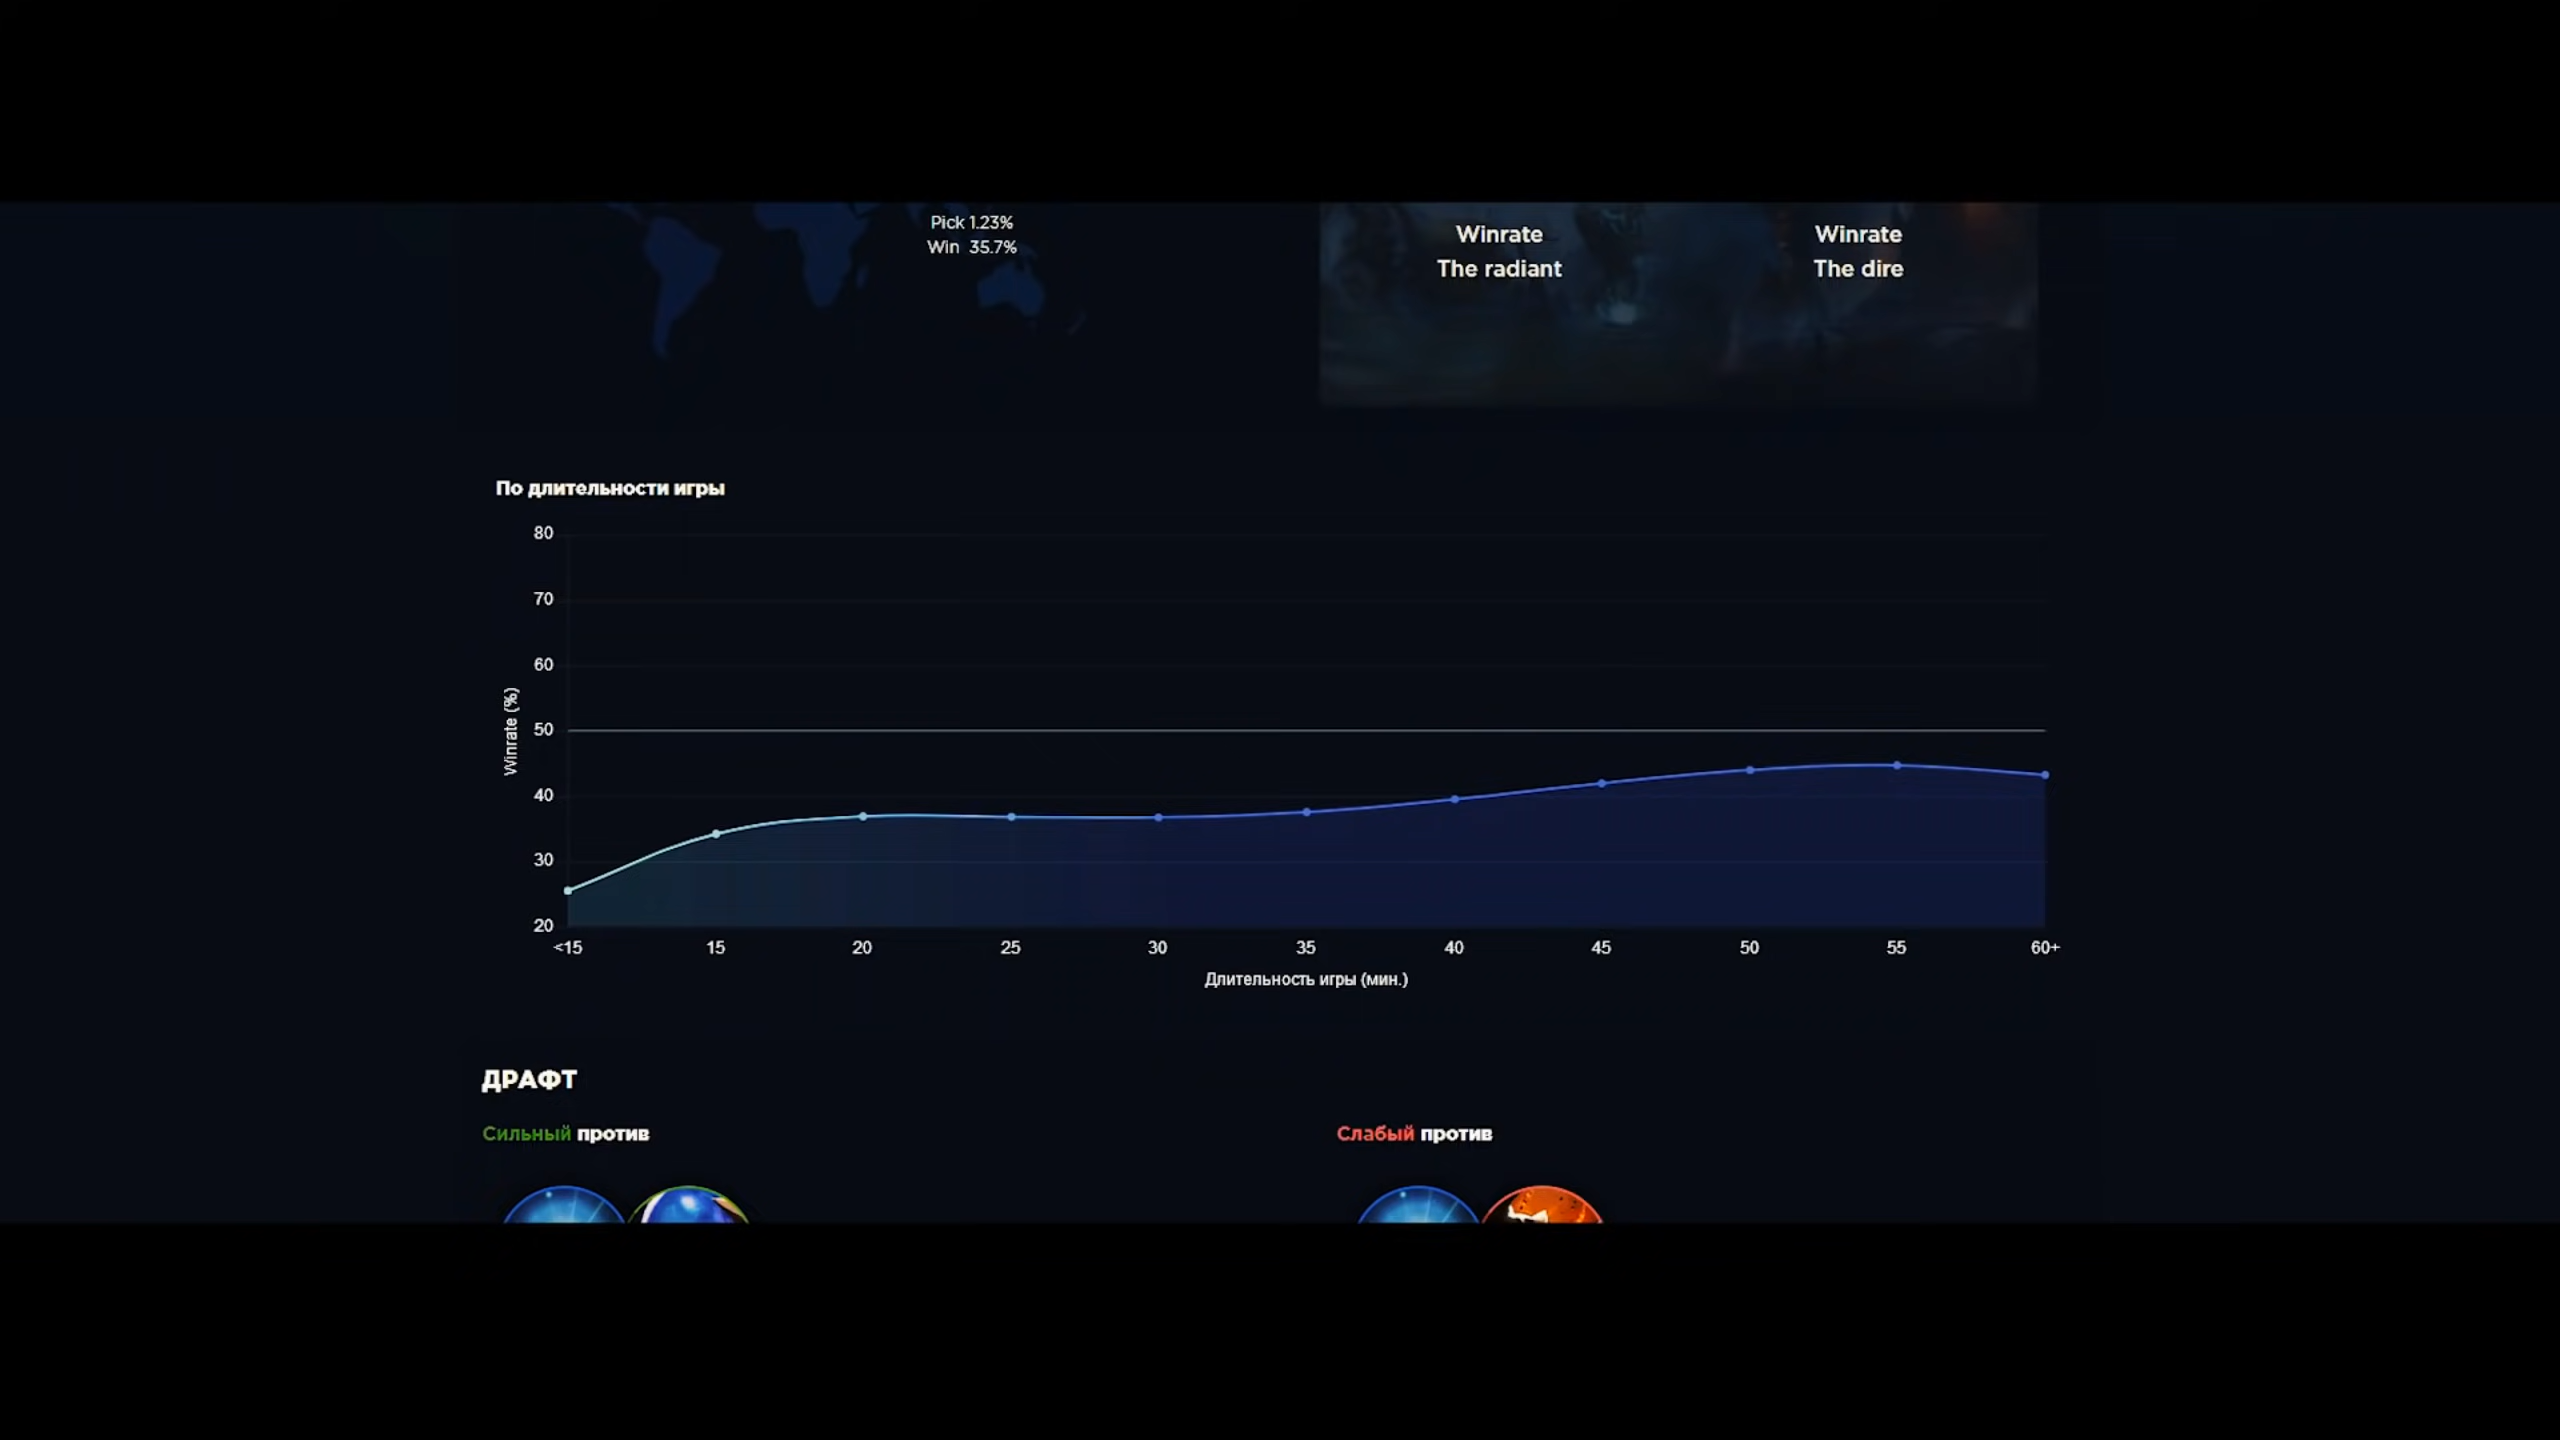 Pick 1.23%
Win 35.7%
Winrate
The radiant
Winrate
The dire
По длительности игры
80
70
60
50
40
30
20
Winrate (%)
<15 15 20 25 30 35 40 45 50 55 60+
Длительность игры (мин.)
ДРАФТ
Сильный против
Слабый против